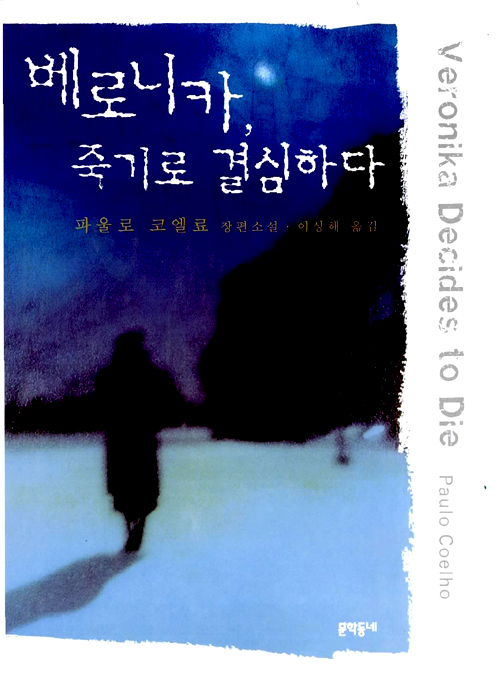 베로니카,
죽기로 결심하다
파울로 코엘료 장편소설 · 이상해 옮김
Veronika Decides to Die Paulo Coelho
문학동네